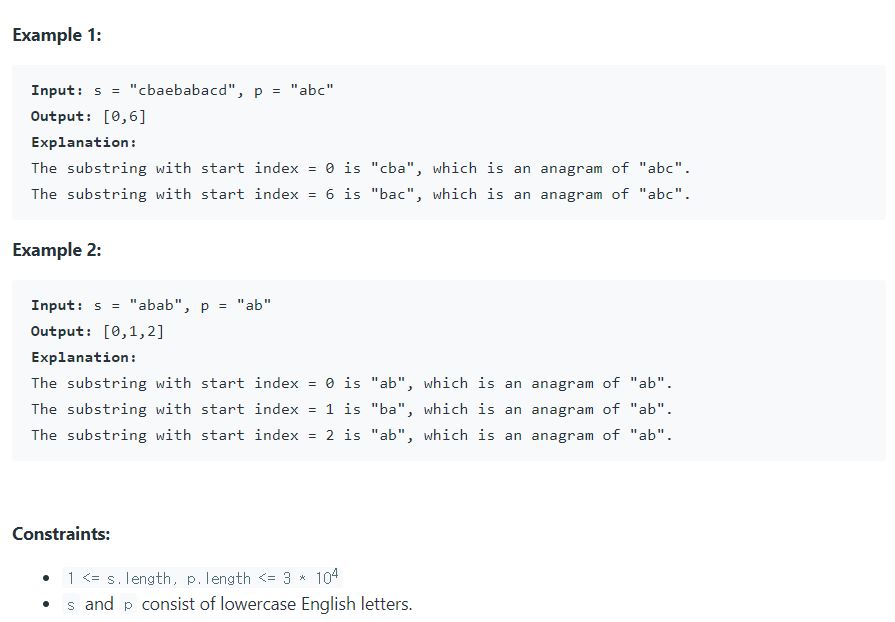 Example 1:
Input: s = "cbaebabacd", p = "abc"
Output: [0,6]
Explanation:
The substring with start index = 0 is "cba", which is an anagram of "abc".
The substring with start index = 6 is "bac", which is an anagram of "abc".
Example 2:
Input: s = "abab", p = "ab"
Output: [0,1,2]
Explanation:
The substring with start index = 0 is "ab", which is an anagram of "ab".
The substring with start index = 1 is "ba", which is an anagram of "ab".
The substring with start index = 2 is "ab", which is an anagram of "ab".
Constraints:
• 1 <= s.length, p.length <= 3 * 10⁴
• s and p consist of lowercase English letters.